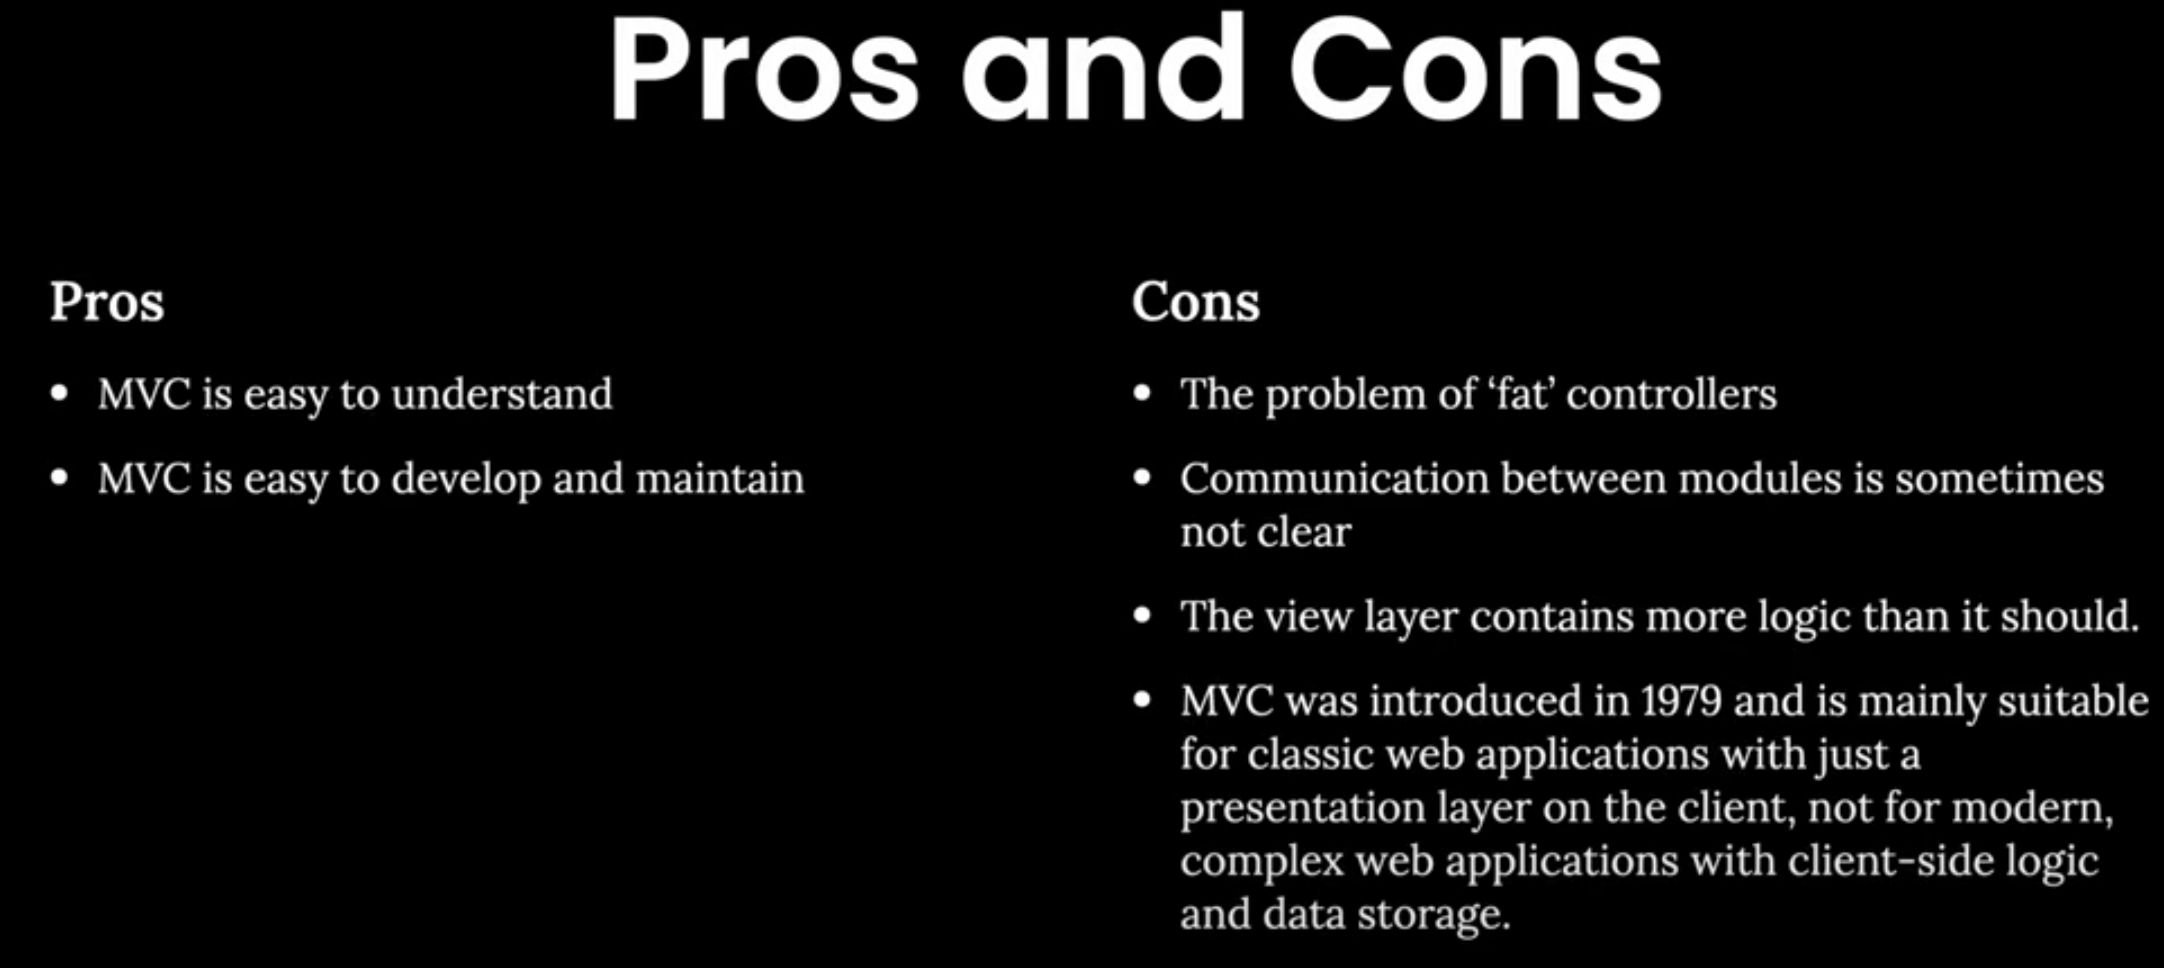 Pros and Cons
Pros
• MVC is easy to understand
• MVC is easy to develop and maintain
Cons
• The problem of ‘fat’ controllers
• Communication between modules is sometimes
not clear
• The view layer contains more logic than it should.
• MVC was introduced in 1979 and is mainly suitable
for classic web applications with just a
presentation layer on the client, not for modern,
complex web applications with client-side logic
and data storage.